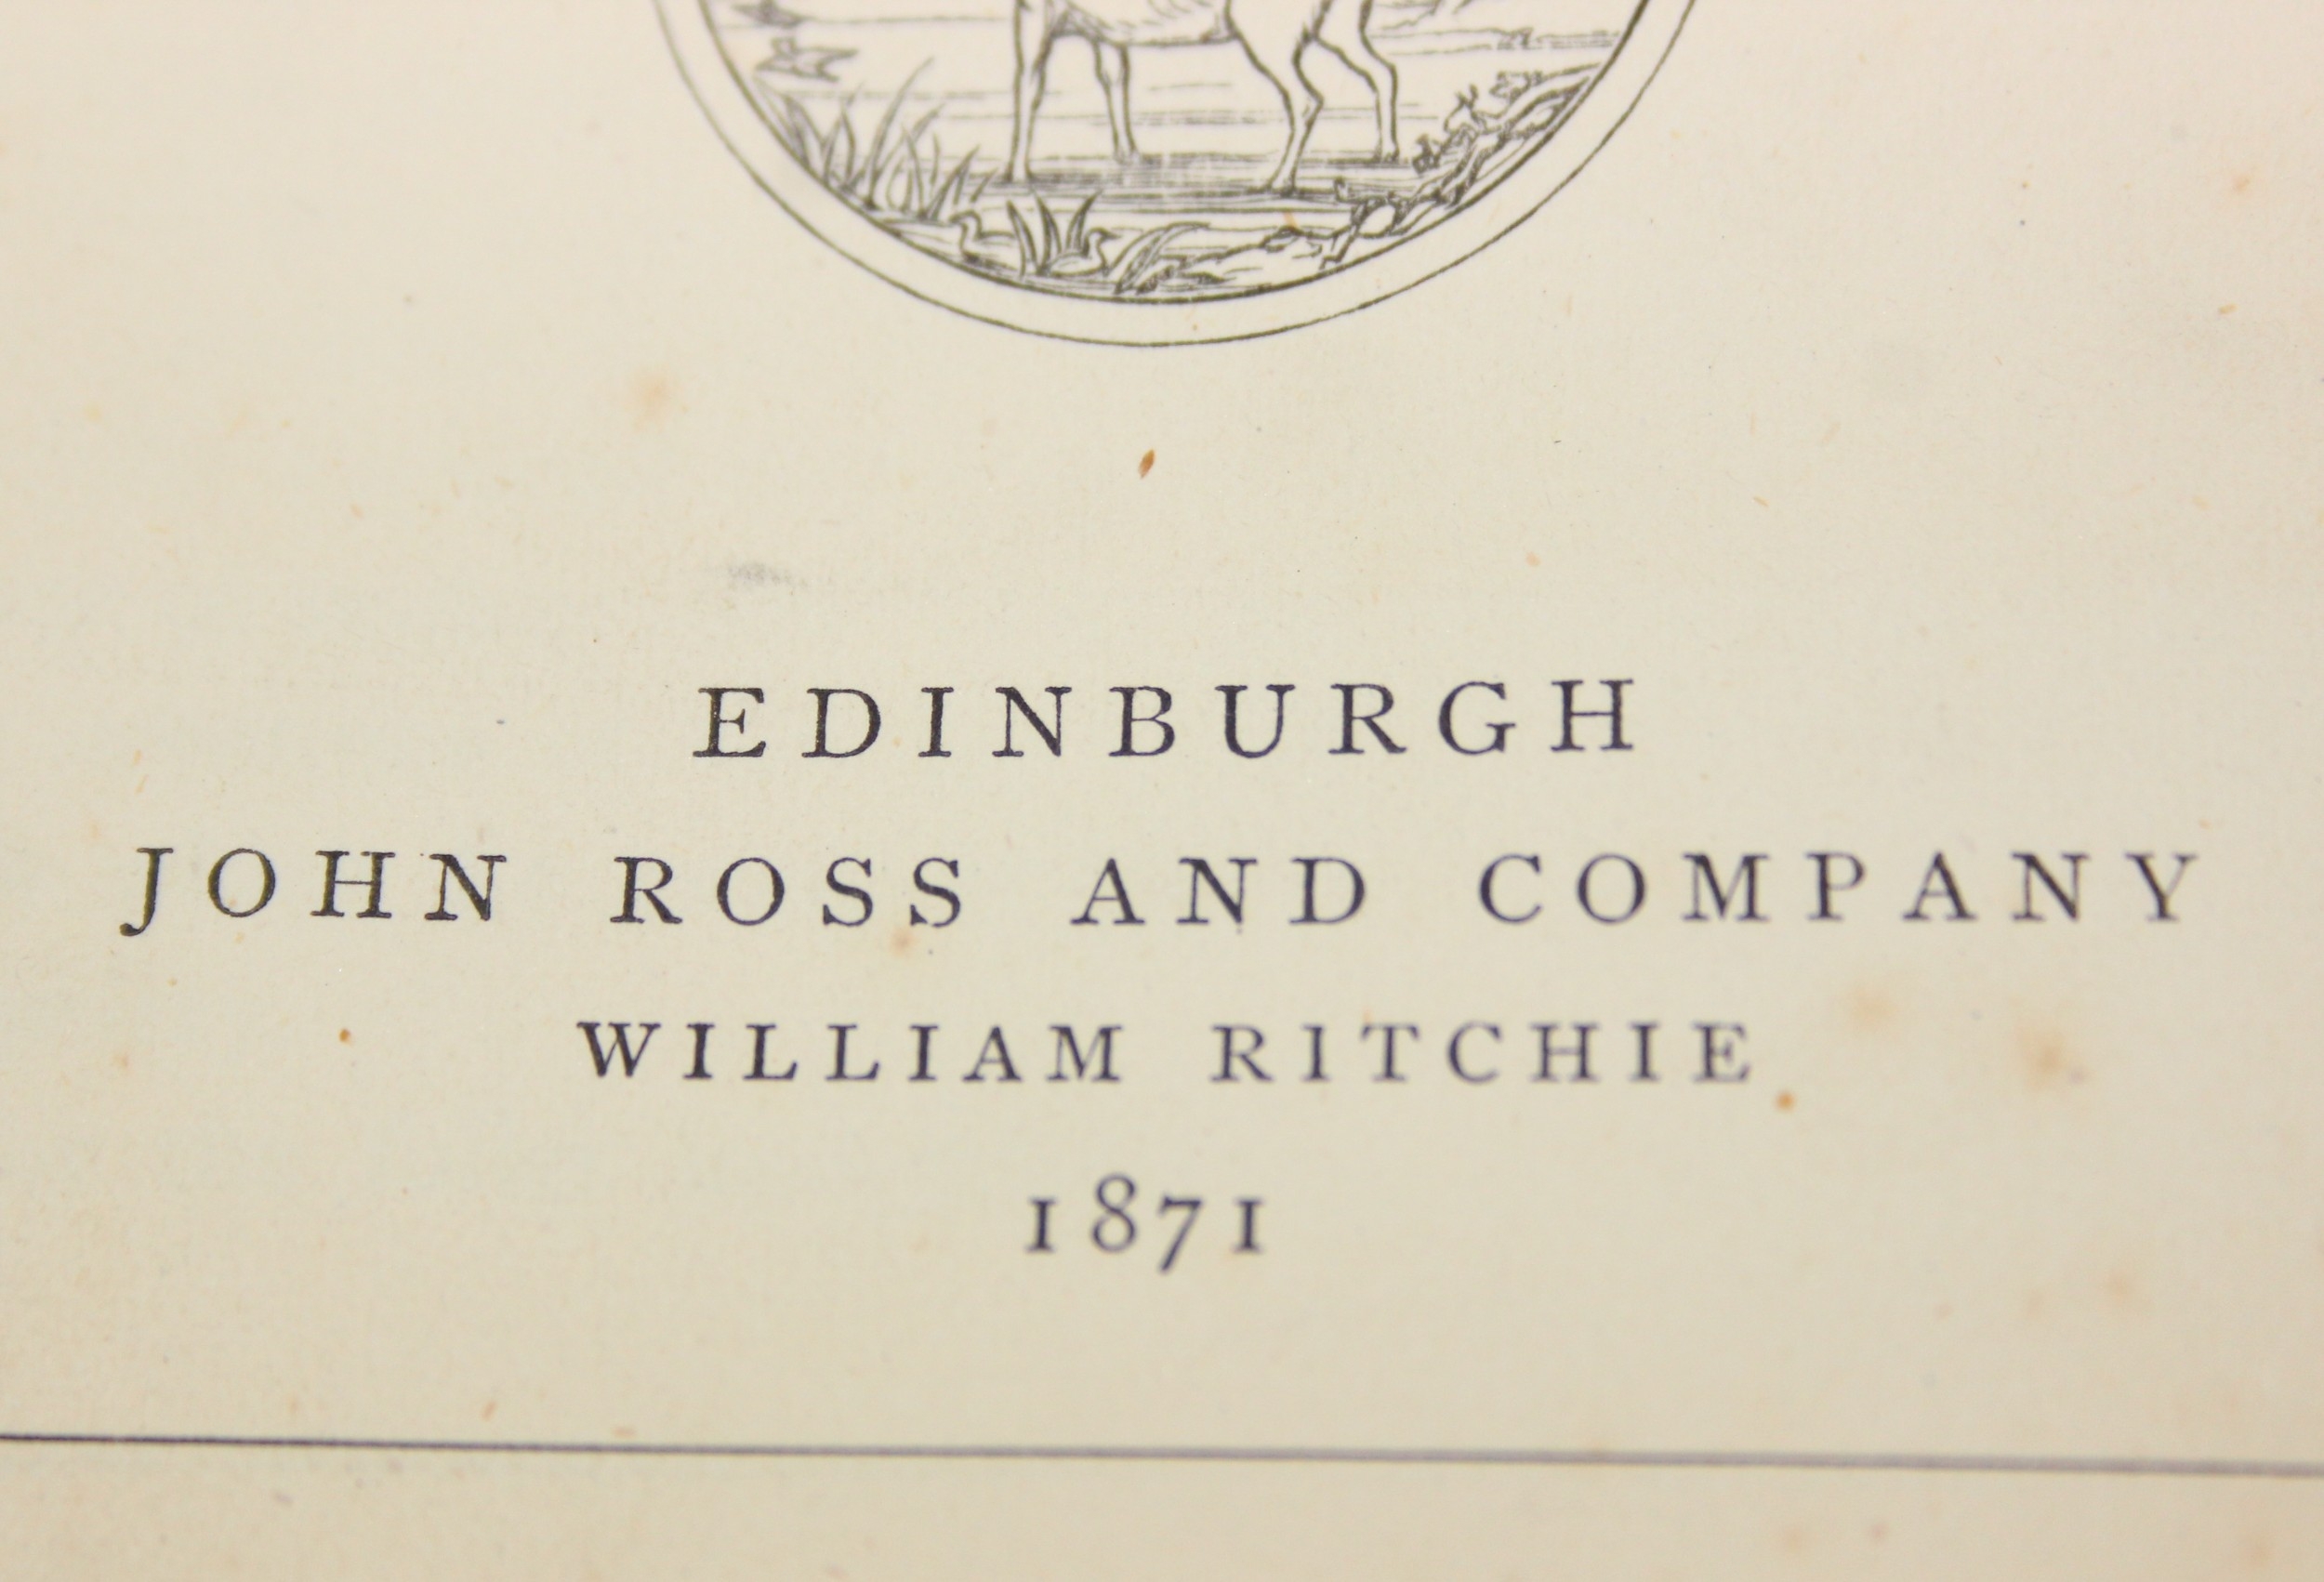 EDINBURGH
JOHN ROSS AND COMPANY
WILLIAM RITCHIE
1871